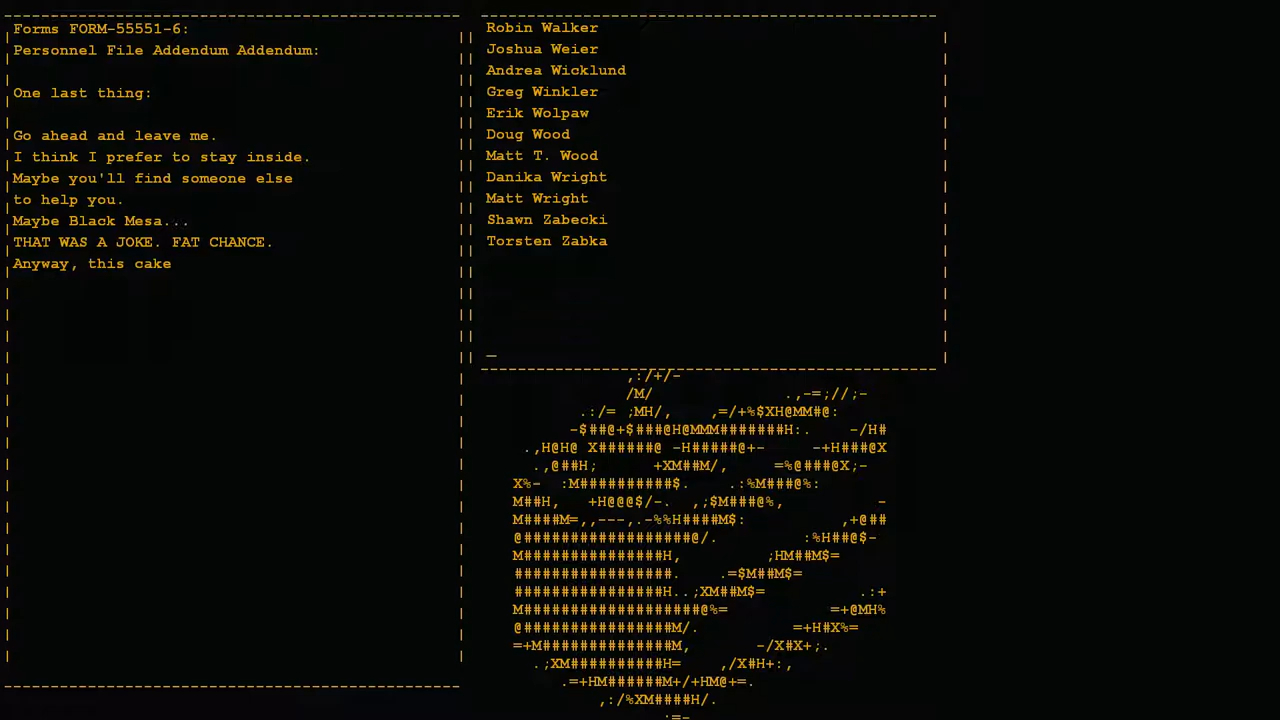 Forms FORM-55551-6:
Personnel File Addendum Addendum:
One last thing:
Go ahead and leave me.
I think I prefer to stay inside.
Maybe you'll find someone else
to help you.
Maybe Black Mesa...
THAT WAS A JOKE. FAT CHANCE.
Anyway, this cake
Robin Walker
Joshua Weier
Andrea Wicklund
Greg Winkler
Erik Wolpaw
Doug Wood
Matt T. Wood
Danika Wright
Matt Wright
Shawn Zabecki
Torsten Zabka